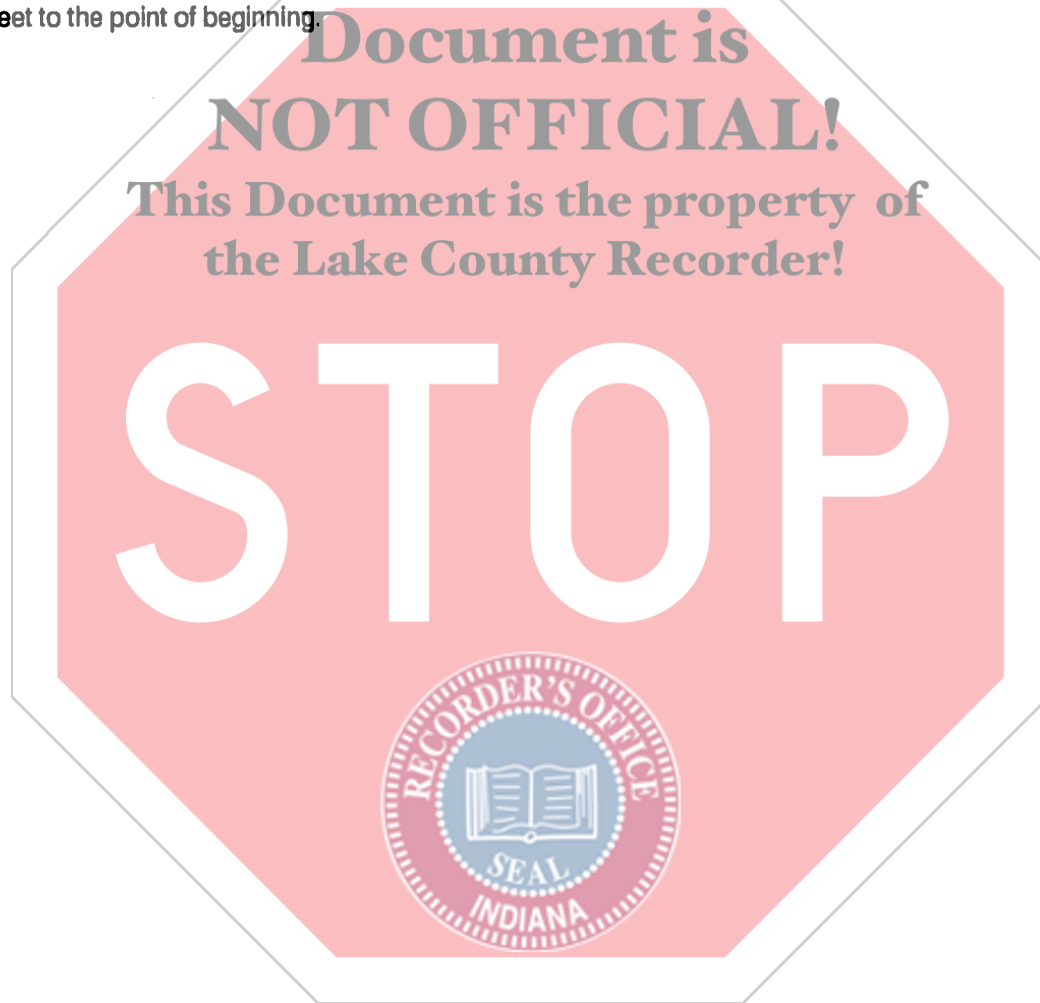 eet to the point of beginning.
Document is
NOT OFFICIAL!
This Document is the property of
the Lake County Recorder!
STOP
RECORDER'S OFFICE
SEAL
INDIANA